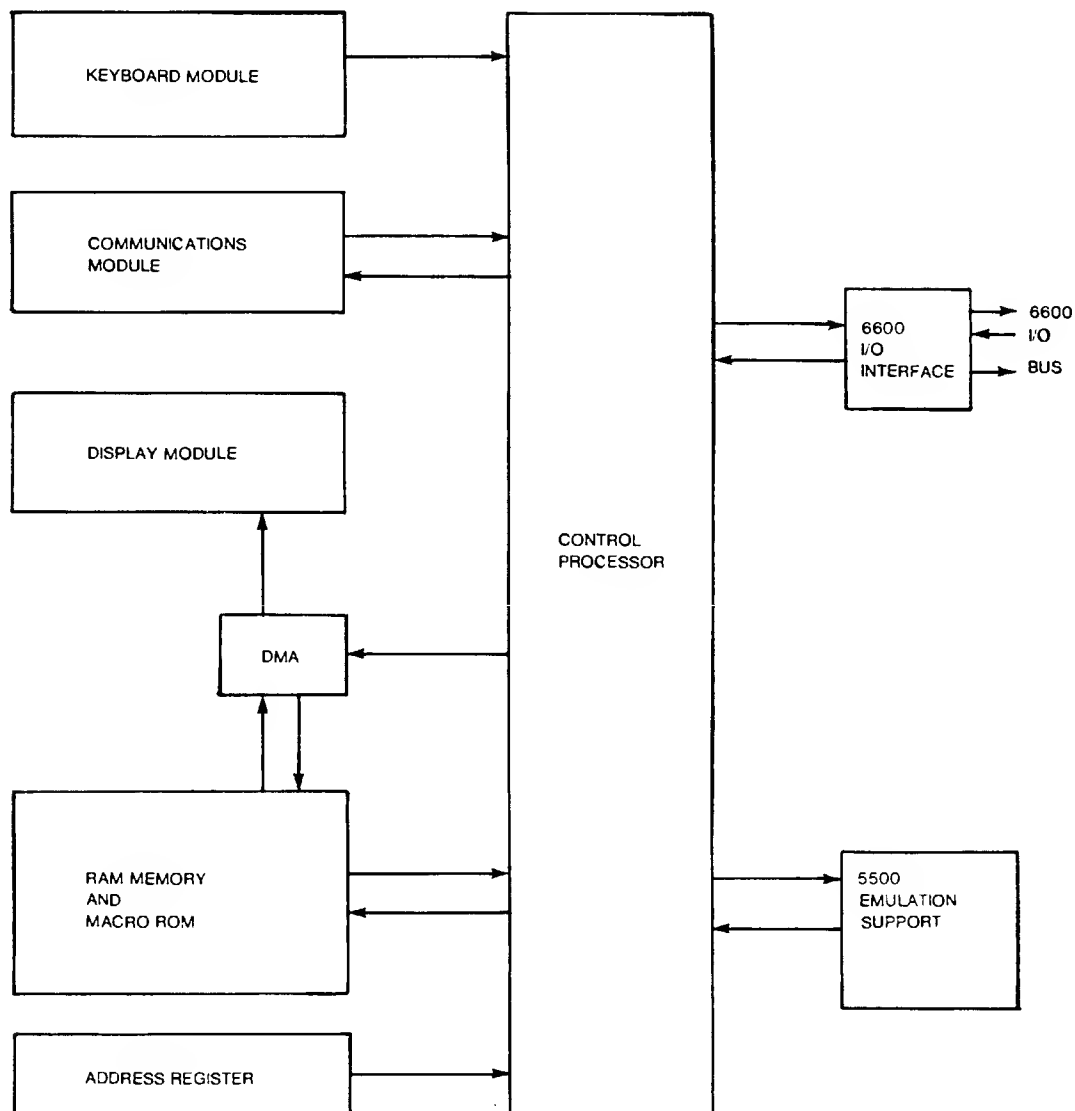 KEYBOARD MODULE
COMMUNICATIONS
MODULE
DISPLAY MODULE
DMA
RAM MEMORY
AND
MACRO ROM
ADDRESS REGISTER
CONTROL
PROCESSOR
6600
I/O
INTERFACE
6600
I/O
BUS
5500
EMULATION
SUPPORT